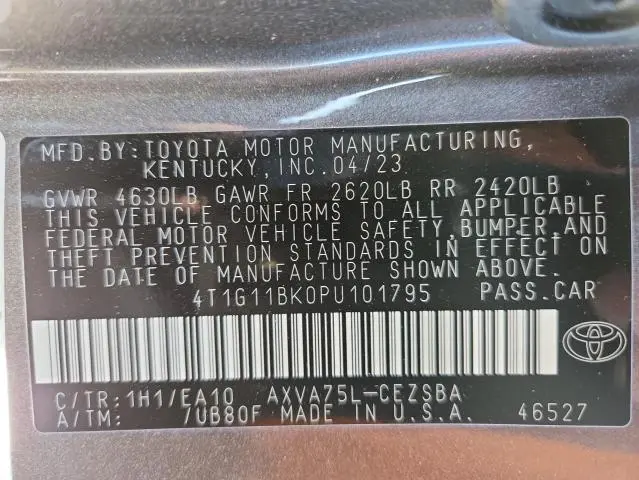 MFD.BY:TOYOTA MOTOR MANUFACTURING,
KENTUCKY,INC.04/23
GVWR 4630LB GAWR FR 2620LB RR 2420LB
THIS VEHICLE CONFORMS TO ALL APPLICABLE
FEDERAL MOTOR VEHICLE SAFETY,BUMPER,AND
THEFT PREVENTION STANDARDS IN EFFECT ON
THE DATE OF MANUFACTURE SHOWN ABOVE.
4T1G11BK0PU101795 PASS.CAR
C/TR:1H1/EA10 AXVA75L-CEZSBA
A/TM: 7UB80F MADE IN U.S.A. 46527